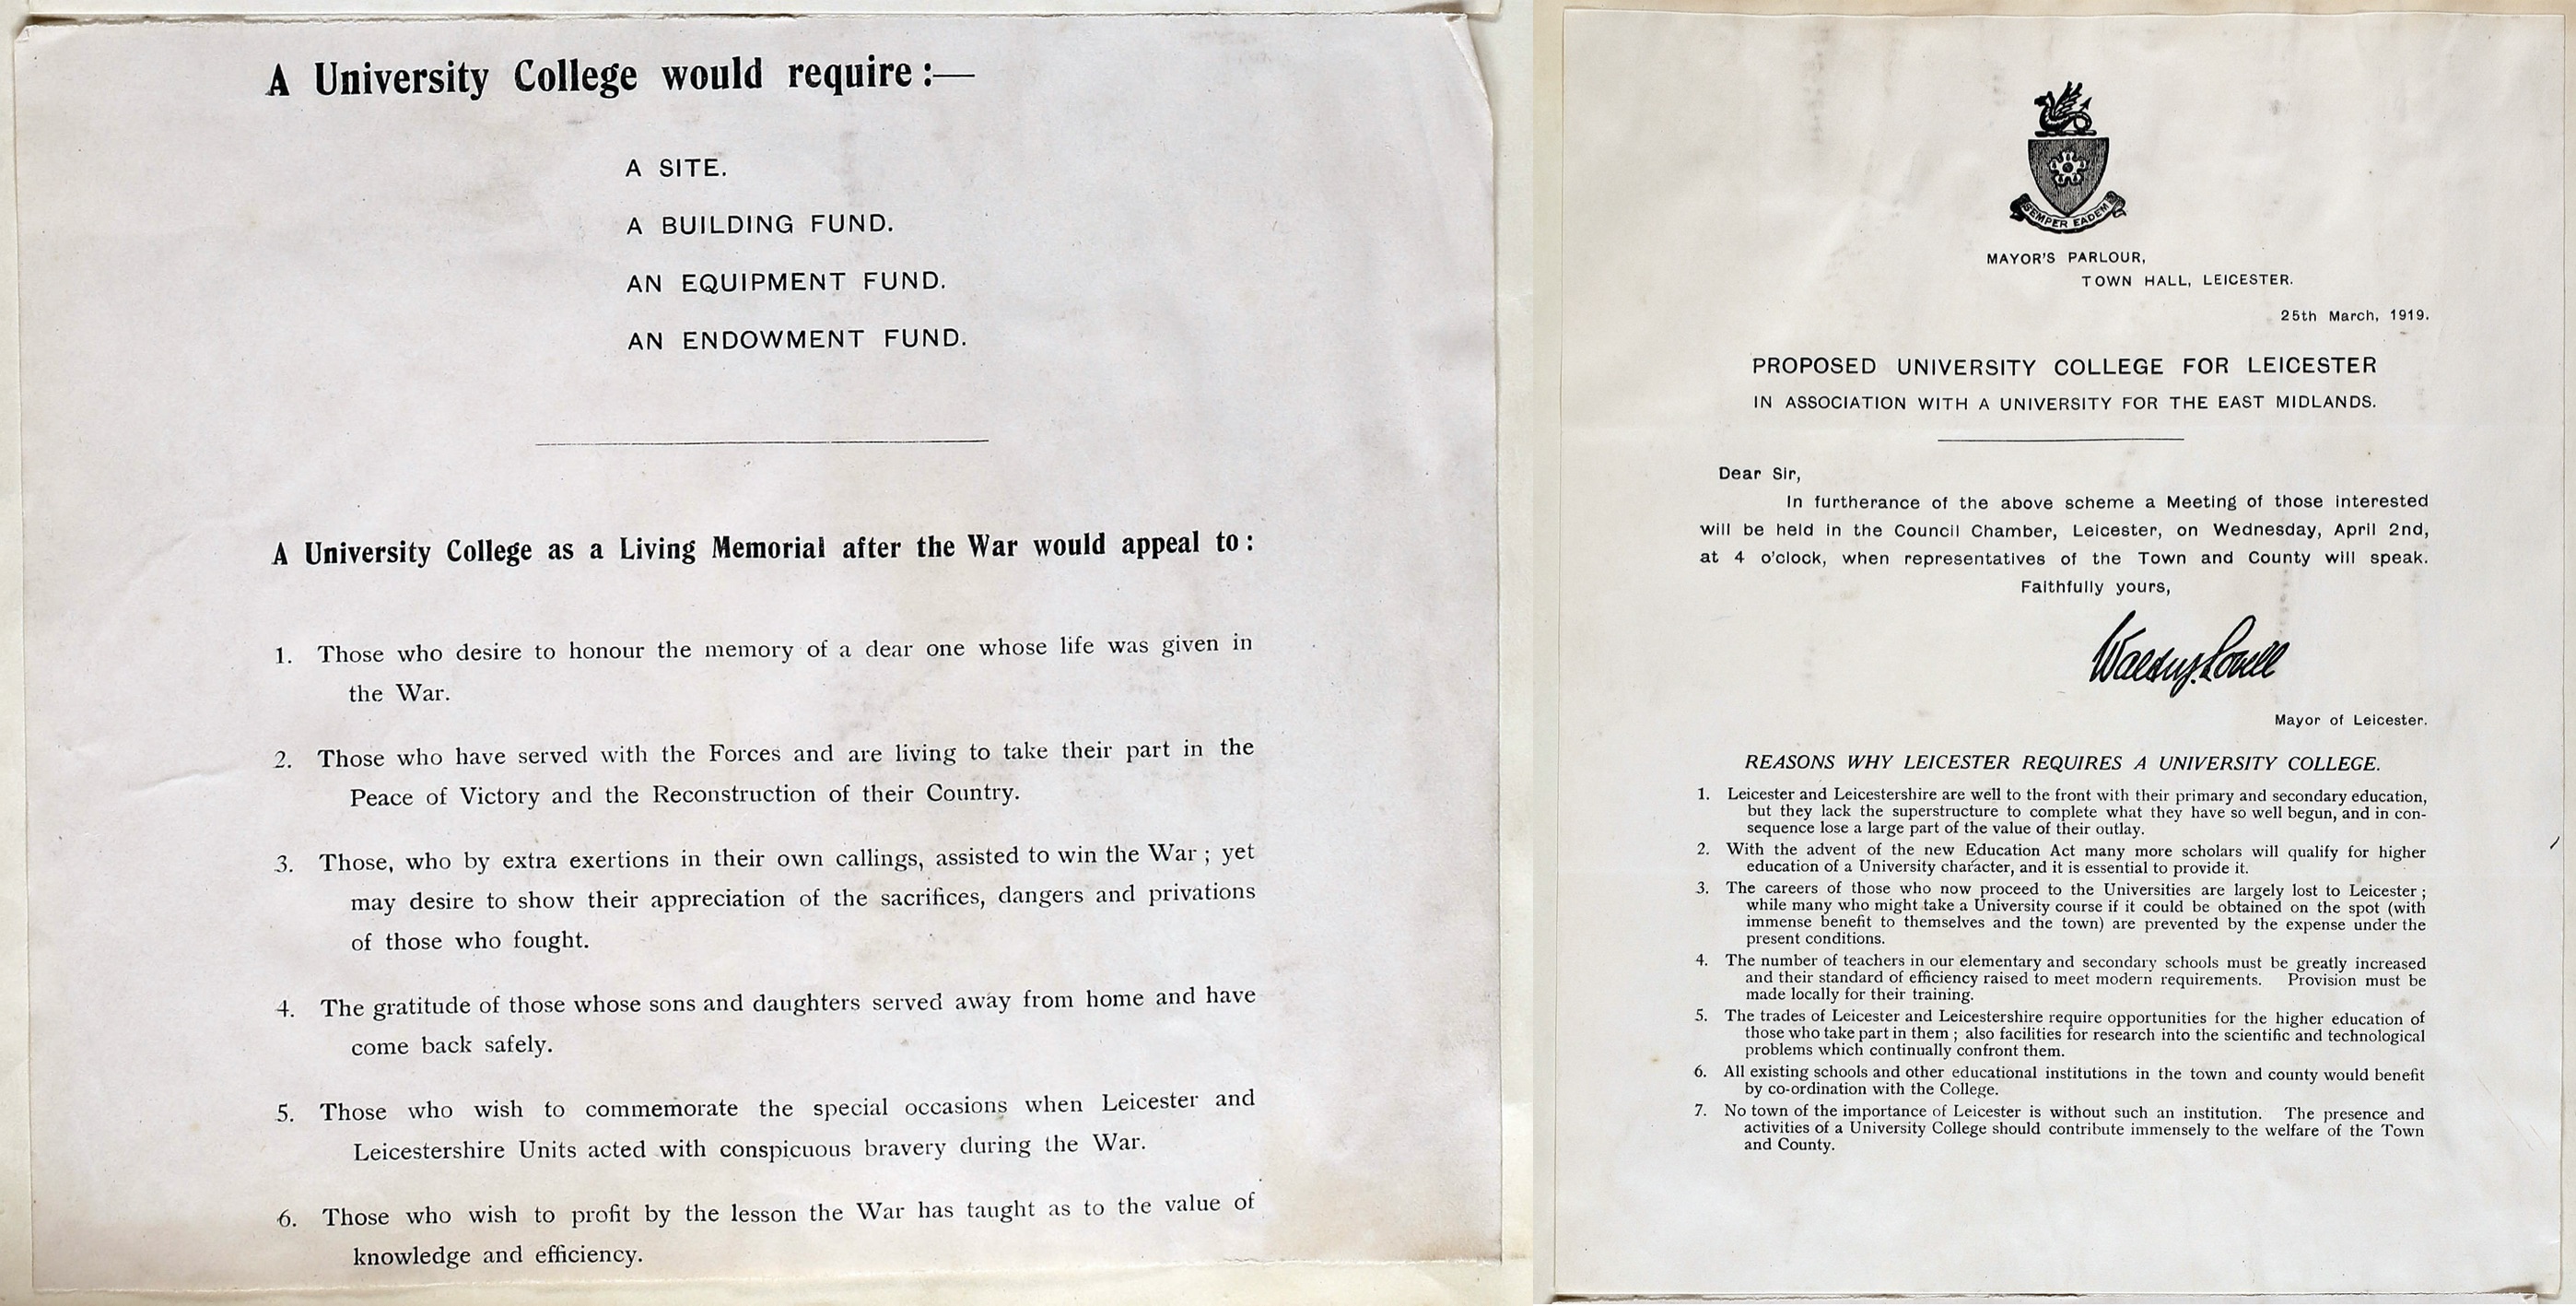 A University College would require :—
A SITE.
A BUILDING FUND.
AN EQUIPMENT FUND.
AN ENDOWMENT FUND.
A University College as a Living Memorial after the War would appeal to :
1. Those who desire to honour the memory of a dear one whose life was given in
the War.
2. Those who have served with the Forces and are living to take their part in the
Peace of Victory and the Reconstruction of their Country.
3. Those, who by extra exertions in their own callings, assisted to win the War ; yet
may desire to show their appreciation of the sacrifices, dangers and privations
of those who fought.
4. The gratitude of those whose sons and daughters served away from home and have
come back safely.
5. Those who wish to commemorate the special occasions when Leicester and
Leicestershire Units acted with conspicuous bravery during the War.
6. Those who wish to profit by the lesson the War has taught as to the value of
knowledge and efficiency.
SEMPER EADEM
MAYOR'S PARLOUR,
TOWN HALL, LEICESTER.
25th March, 1919.
PROPOSED UNIVERSITY COLLEGE FOR LEICESTER
IN ASSOCIATION WITH A UNIVERSITY FOR THE EAST MIDLANDS.
Dear Sir,
In furtherance of the above scheme a Meeting of those interested
will be held in the Council Chamber, Leicester, on Wednesday, April 2nd,
at 4 o'clock, when representatives of the Town and County will speak.
Faithfully yours,
Lovell
Mayor of Leicester.
REASONS WHY LEICESTER REQUIRES A UNIVERSITY COLLEGE.
1. Leicester and Leicestershire are well to the front with their primary and secondary education,
but they lack the superstructure to complete what they have so well begun, and in con-
sequence lose a large part of the value of their outlay.
2. With the advent of the new Education Act many more scholars will qualify for higher
education of a University character, and it is essential to provide it.
3. The careers of those who now proceed to the Universities are largely lost to Leicester ;
while many who might take a University course if it could be obtained on the spot (with
immense benefit to themselves and the town) are prevented by the expense under the
present conditions.
4. The number of teachers in our elementary and secondary schools must be greatly increased
and their standard of efficiency raised to meet modern requirements. Provision must be
made locally for their training.
5. The trades of Leicester and Leicestershire require opportunities for the higher education of
those who take part in them ; also facilities for research into the scientific and technological
problems which continually confront them.
6. All existing schools and other educational institutions in the town and county would benefit
by co-ordination with the College.
7. No town of the importance of Leicester is without such an institution. The presence and
activities of a University College should contribute immensely to the welfare of the Town
and County.